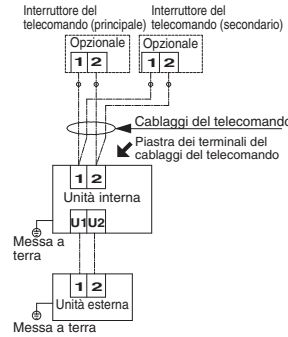 Interruttore del
telecomando (principale)
Interruttore del
telecomando (secondario)
Opzionale
Opzionale
1 2
1 2
Cablaggi del telecomando
Piastra dei terminali del
cablaggi del telecomando
1 2
Unità interna
U1 U2
Messa a
terra
1 2
Unità esterna
Messa a terra